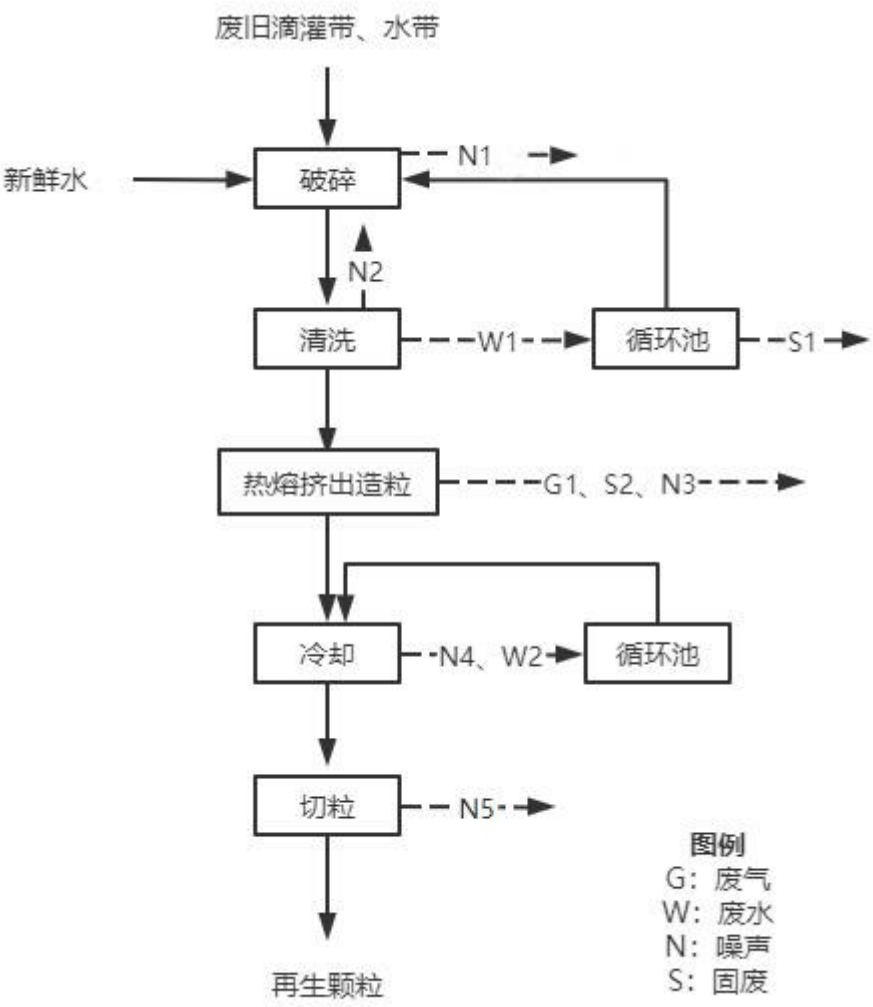 废旧滴灌带、水带
新鲜水
破碎
N1
N2
清洗
W1
循环池
S1
热熔挤出造粒
G1、S2、N3
冷却
N4、W2
循环池
切粒
N5
图例
G：废气
W：废水
N：噪声
S：固废
再生颗粒